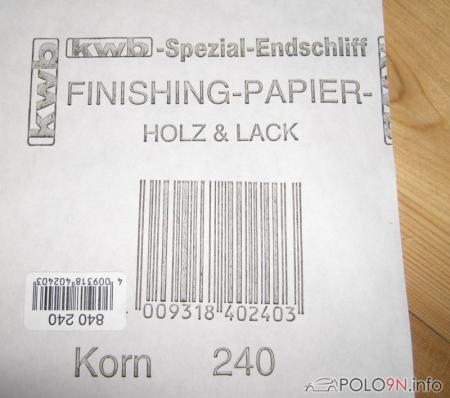 kwb kwb-Spezial-Endschliff
FINISHING-PAPIER-
HOLZ & LACK
009318 402403
4 009318 402403
840 240
Korn 240
POLO9N.info